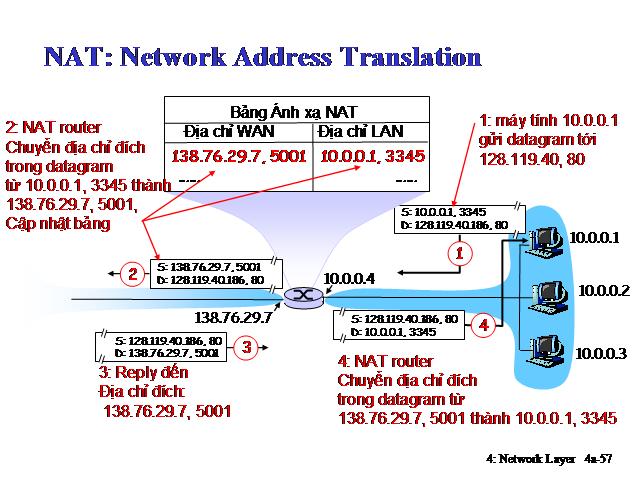 NAT: Network Address Translation
2: NAT router
Chuyển địa chỉ đích
trong datagram
từ 10.0.0.1, 3345 thành
138.76.29.7, 5001,
Cập nhật bảng
Bảng Ánh xạ NAT
Địa chỉ WAN Địa chỉ LAN
138.76.29.7, 5001 10.0.0.1, 3345
...... ......
1: máy tính 10.0.0.1
gửi datagram tới
128.119.40, 80
S: 10.0.0.1, 3345
D: 128.119.40.186, 80
1
10.0.0.1
S: 138.76.29.7, 5001
D: 128.119.40.186, 80
2
10.0.0.4
10.0.0.2
138.76.29.7
S: 128.119.40.186, 80
D: 10.0.0.1, 3345
4
S: 128.119.40.186, 80
D: 138.76.29.7, 5001
3
10.0.0.3
3: Reply đến
Địa chỉ đích:
138.76.29.7, 5001
4: NAT router
Chuyển địa chỉ đích
trong datagram từ
138.76.29.7, 5001 thành 10.0.0.1, 3345
4: Network Layer 4a-57